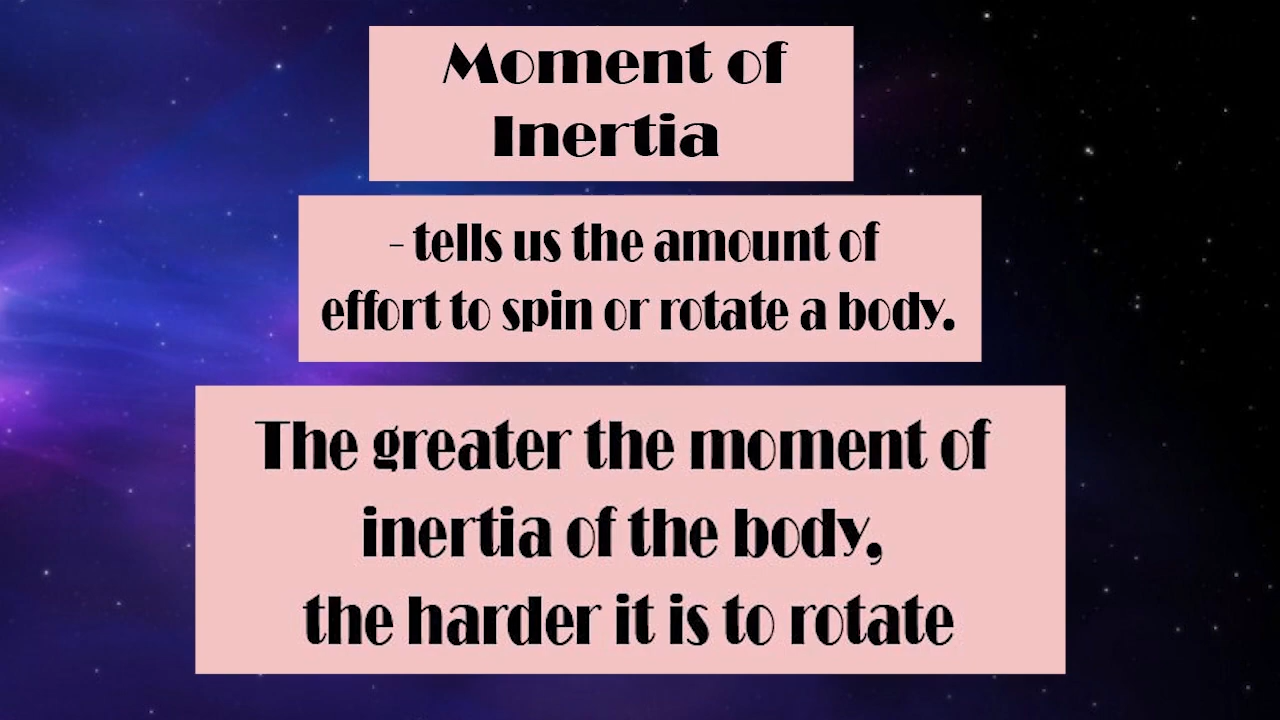 Moment of
Inertia
- tells us the amount of
effort to spin or rotate a body.
The greater the moment of
inertia of the body,
the harder it is to rotate